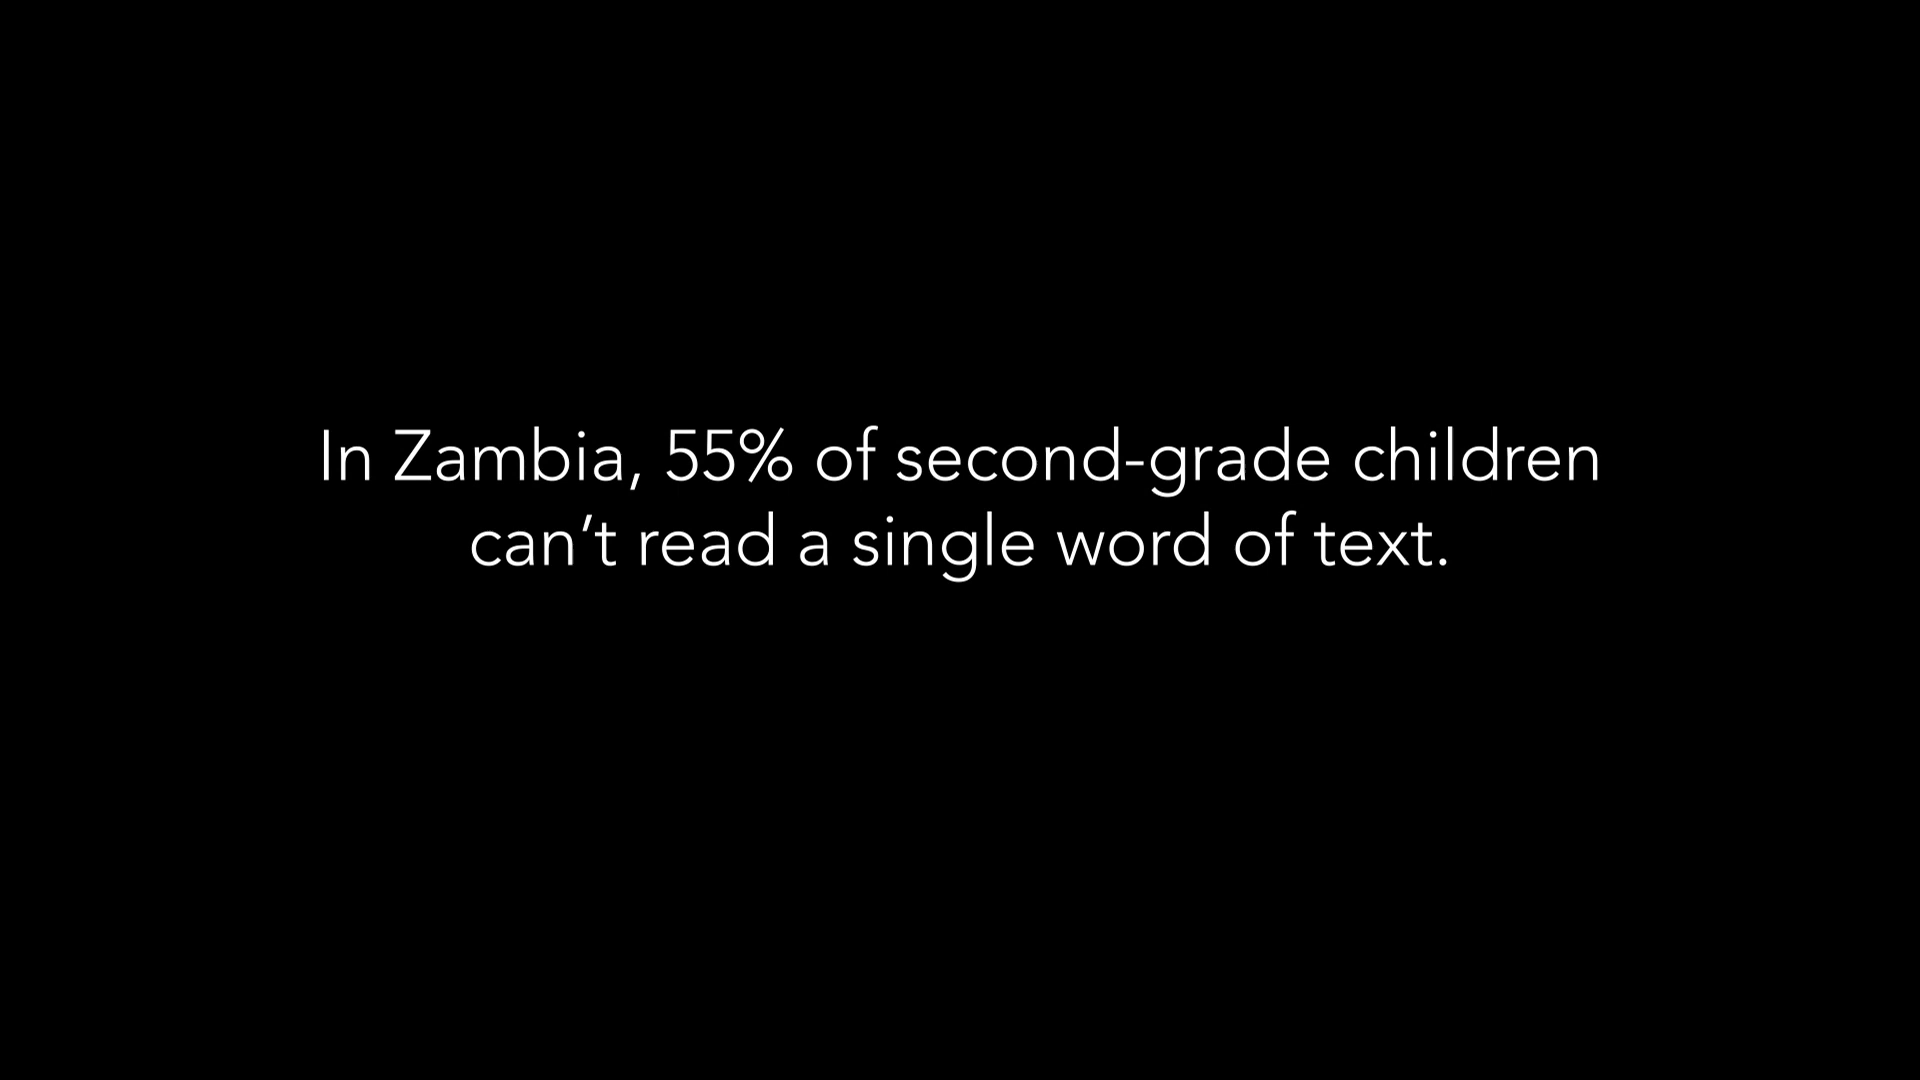 In Zambia, 55% of second-grade children
can’t read a single word of text.